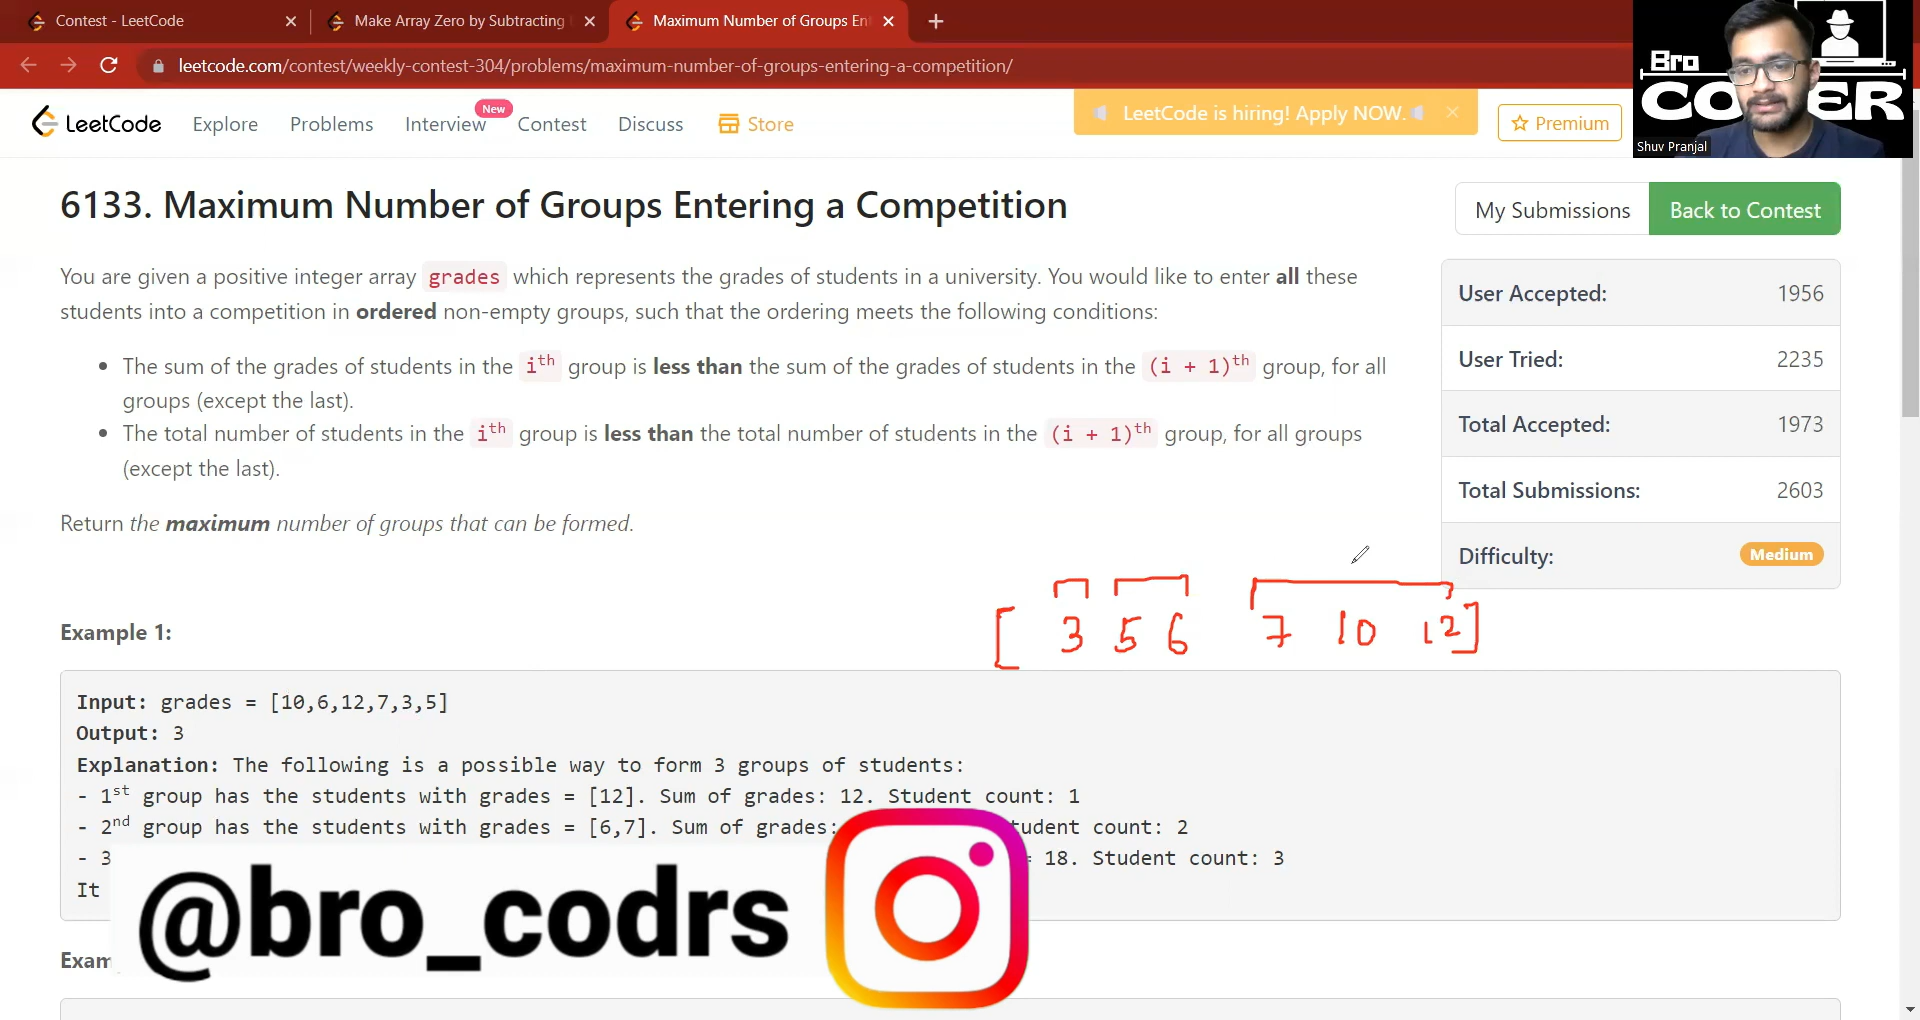 Contest - LeetCode
Make Array Zero by Subtracting
Maximum Number of Groups En
leetcode.com/contest/weekly-contest-304/problems/maximum-number-of-groups-entering-a-competition/
Bro
CODER
Shuv Pranjal
LeetCode
Explore
Problems
Interview
New
Contest
Discuss
Store
LeetCode is hiring! Apply NOW.
Premium
6133. Maximum Number of Groups Entering a Competition
My Submissions
Back to Contest
You are given a positive integer array grades which represents the grades of students in a university. You would like to enter all these
students into a competition in ordered non-empty groups, such that the ordering meets the following conditions:
• The sum of the grades of students in the iᵗʰ group is less than the sum of the grades of students in the (i + 1)ᵗʰ group, for all
groups (except the last).
• The total number of students in the iᵗʰ group is less than the total number of students in the (i + 1)ᵗʰ group, for all groups
(except the last).
Return the maximum number of groups that can be formed.
User Accepted: 1956
User Tried: 2235
Total Accepted: 1973
Total Submissions: 2603
Difficulty: Medium
[ 3 5 6 7 10 12 ]
Example 1:
Input: grades = [10,6,12,7,3,5]
Output: 3
Explanation: The following is a possible way to form 3 groups of students:
- 1ˢᵗ group has the students with grades = [12]. Sum of grades: 12. Student count: 1
- 2ⁿᵈ group has the students with grades = [6,7]. Sum of grades: tudent count: 2
- 3 = 18. Student count: 3
It
@bro_codrs
Exam